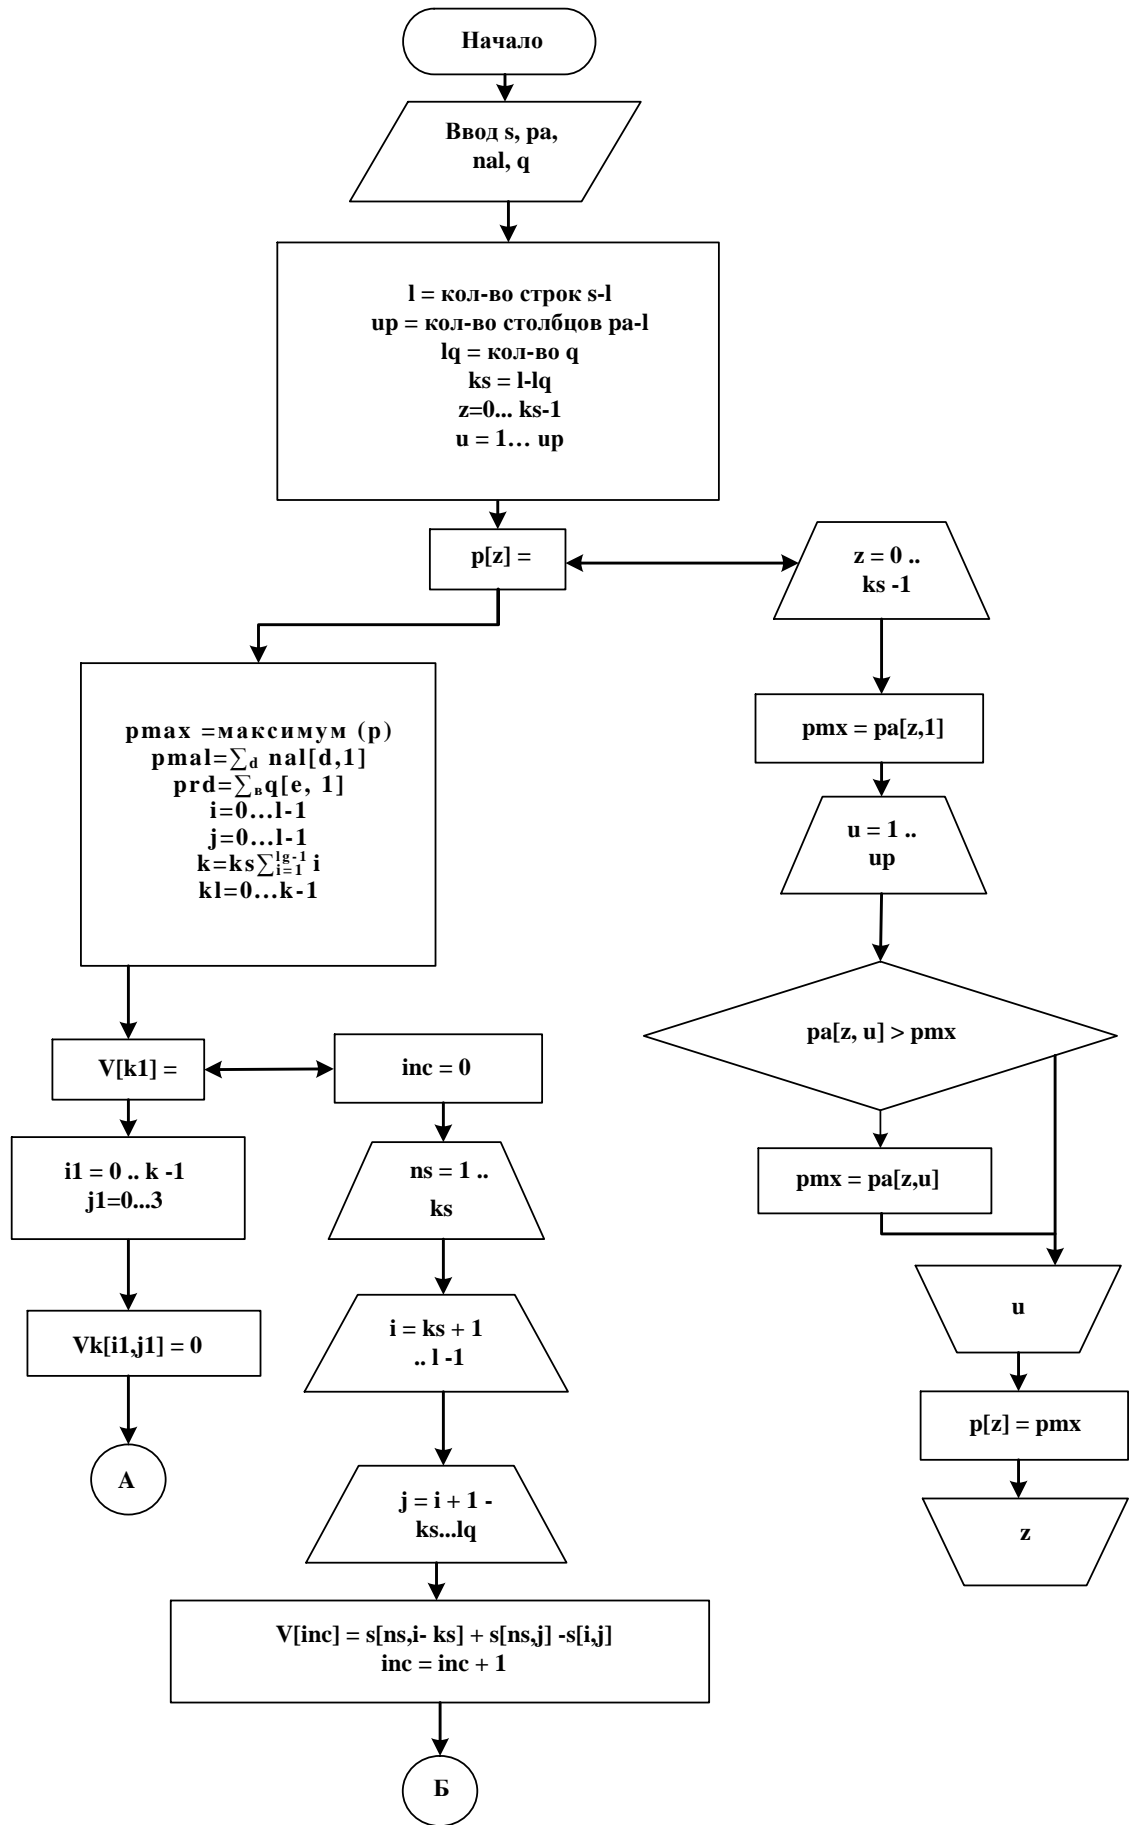 Начало
Ввод s, pa,
nal, q
l = кол-во строк s-l
up = кол-во столбцов pa-l
lq = кол-во q
ks = l-lq
z=0... ks-1
u = 1… up
p[z] =
z = 0 ..
ks -1
pmax =максимум (p)
pmal=∑d nal[d,1]
prd=∑в q[e, 1]
i=0...l-1
j=0...l-1
k=ks∑i=1lg-1 i
kl=0...k-1
pmx = pa[z,1]
u = 1 ..
up
pa[z, u] > pmx
pmx = pa[z,u]
u
p[z] = pmx
z
V[k1] =
inc = 0
i1 = 0 .. k -1
j1=0...3
Vk[i1,j1] = 0
А
ns = 1 ..
ks
i = ks + 1
.. l -1
j = i + 1 -
ks...lq
V[inc] = s[ns,i- ks] + s[ns,j] -s[i,j]
inc = inc + 1
Б